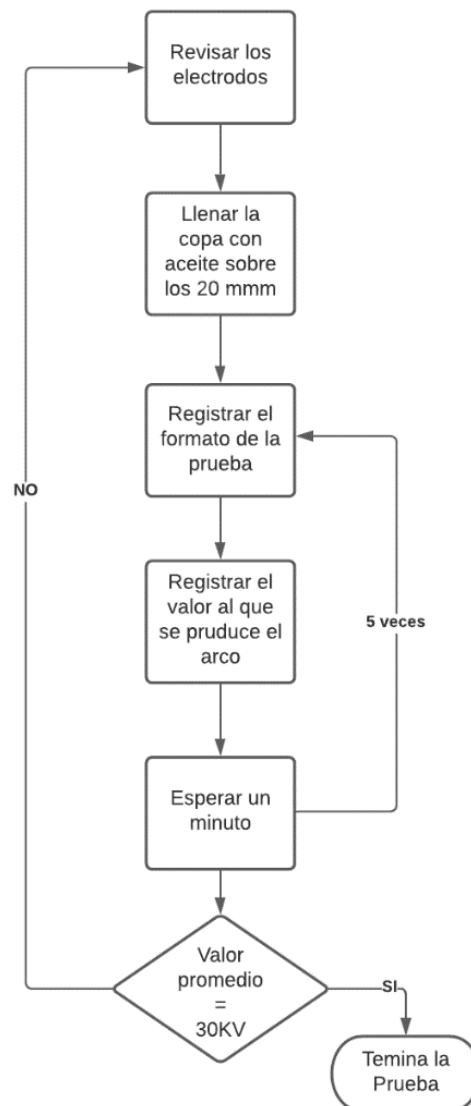 Revisar los
electrodos
Llenar la
copa con
aceite sobre
los 20 mmm
Registrar el
formato de la
prueba
NO
Registrar el
valor al que
se pruduce el
arco
5 veces
Esperar un
minuto
Valor
promedio
=
30KV
SI
Temina la
Prueba